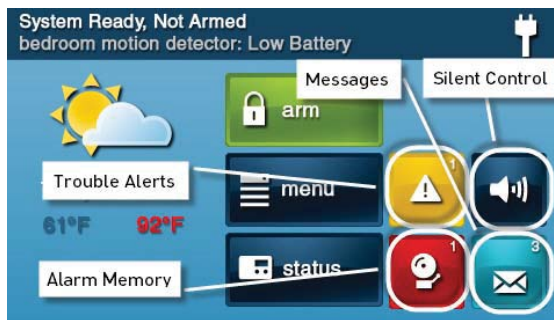 System Ready, Not Armed
bedroom motion detector: Low Battery
Messages
Silent Control
arm
Trouble Alerts
menu
1
61°F 92°F
Alarm Memory
status
1
3